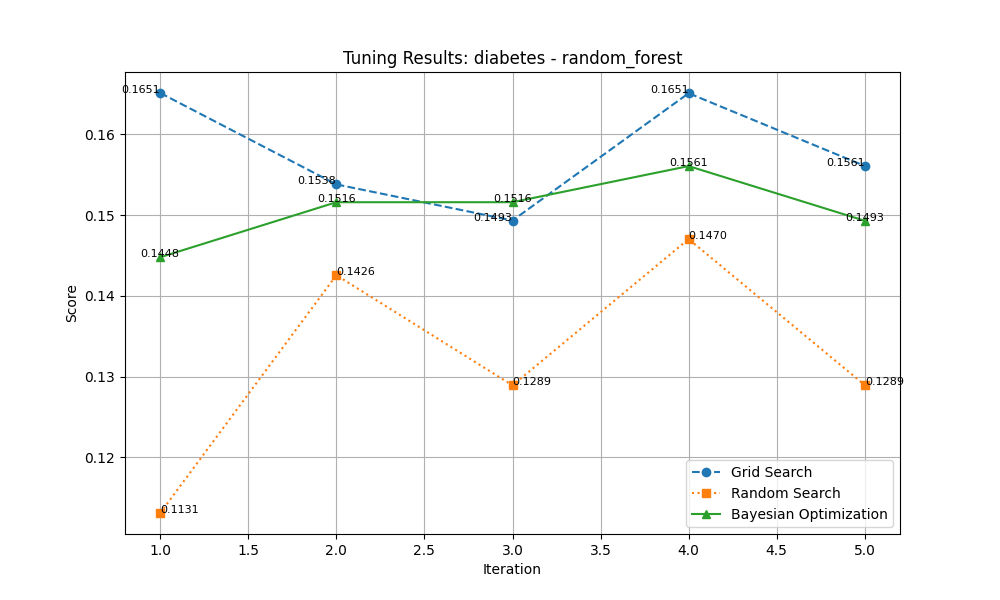 Tuning Results: diabetes - random_forest
0.1651
0.1651
0.16
0.1561
0.1561
0.1538
0.1516
0.1516
0.15
0.1493
0.1493
0.1448
0.1470
0.1426
0.14
Score
0.13
0.1289
0.1289
0.12
0.1131
Grid Search
Random Search
Bayesian Optimization
1.0 1.5 2.0 2.5 3.0 3.5 4.0 4.5 5.0
Iteration